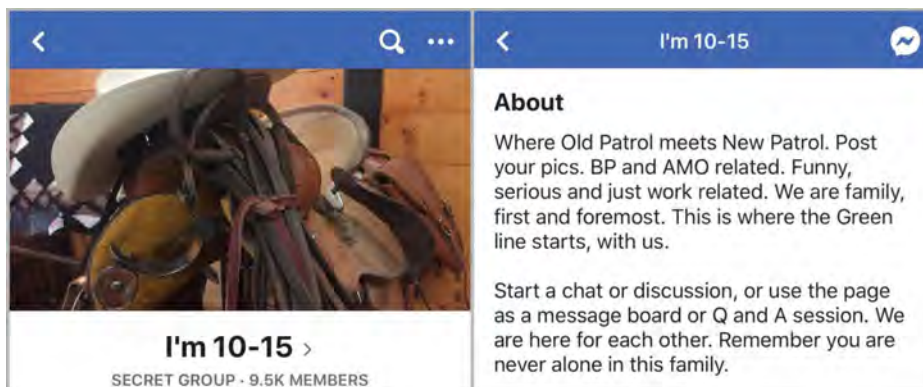 I'm 10-15 >
SECRET GROUP · 9.5K MEMBERS
I'm 10-15
About
Where Old Patrol meets New Patrol. Post
your pics. BP and AMO related. Funny,
serious and just work related. We are family,
first and foremost. This is where the Green
line starts, with us.
Start a chat or discussion, or use the page
as a message board or Q and A session. We
are here for each other. Remember you are
never alone in this family.